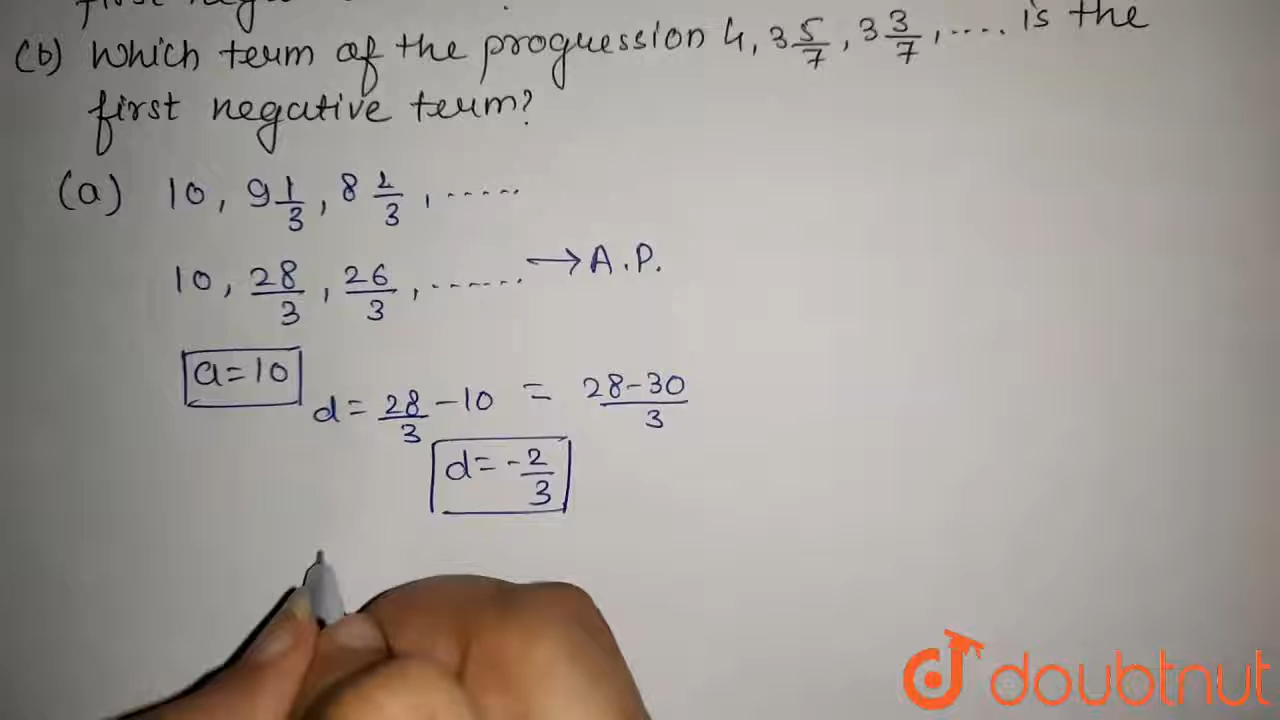 first nega
(b) Which term of the progression 4, 3 5/7, 3 3/7, .... is the
first negative term?
(a) 10, 9 1/3, 8 2/3, .....
10, 28/3, 26/3, ...... → A.P.
a=10
d = 28/3 - 10 = 28-30/3
d = -2/3
doubtnut